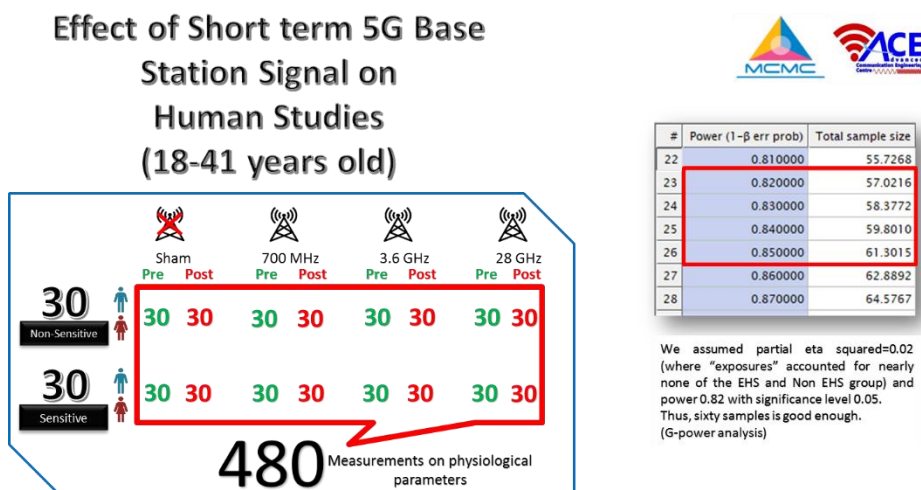 Effect of Short term 5G Base
Station Signal on
Human Studies
(18-41 years old)
MCMC
ACE
Advanced
Communication Engineering
Centre
Sham 700 MHz 3.6 GHz 28 GHz
Pre Post Pre Post Pre Post Pre Post
30
Non-Sensitive
30 30 30 30 30 30 30 30
30
Sensitive
30 30 30 30 30 30 30 30
480 Measurements on physiological
parameters
# Power (1-β err prob) Total sample size
22 0.810000 55.7268
23 0.820000 57.0216
24 0.830000 58.3772
25 0.840000 59.8010
26 0.850000 61.3015
27 0.860000 62.8892
28 0.870000 64.5767
We assumed partial eta squared=0.02
(where “exposures” accounted for nearly
none of the EHS and Non EHS group) and
power 0.82 with significance level 0.05.
Thus, sixty samples is good enough.
(G-power analysis)